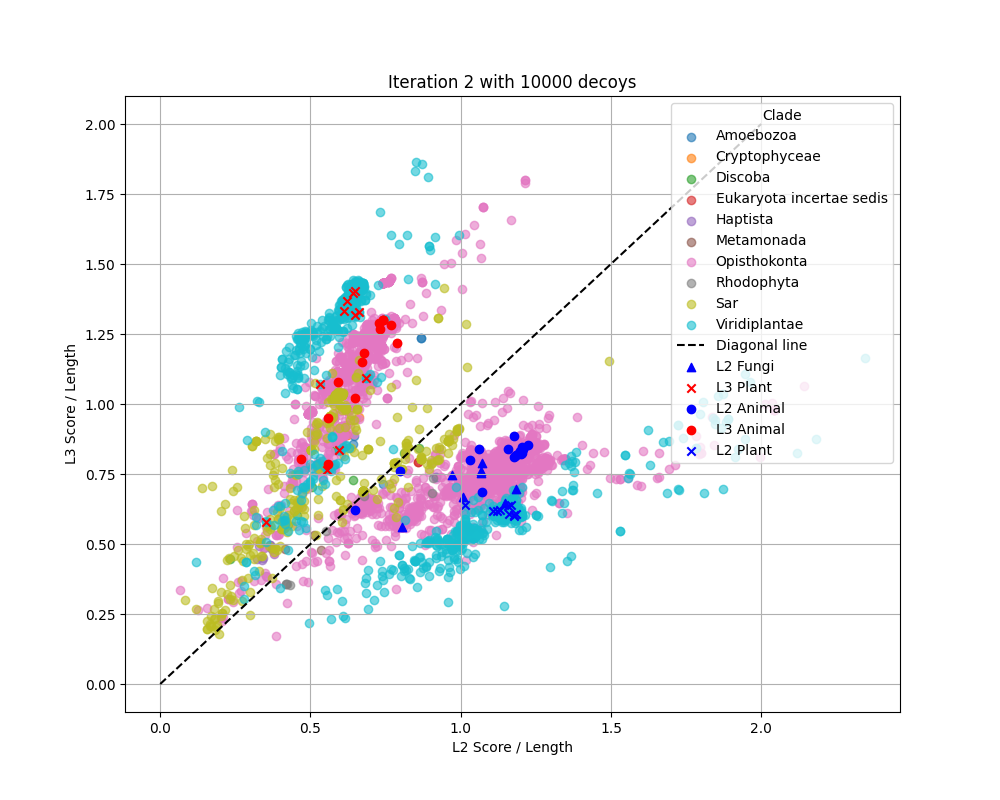 Iteration 2 with 10000 decoys
L3 Score / Length
2.00
1.75
1.50
1.25
1.00
0.75
0.50
0.25
0.00
Clade
Amoebozoa
Cryptophyceae
Discoba
Eukaryota incertae sedis
Haptista
Metamonada
Opisthokonta
Rhodophyta
Sar
Viridiplantae
Diagonal line
L2 Fungi
L3 Plant
L2 Animal
L3 Animal
L2 Plant
0.0 0.5 1.0 1.5 2.0
L2 Score / Length